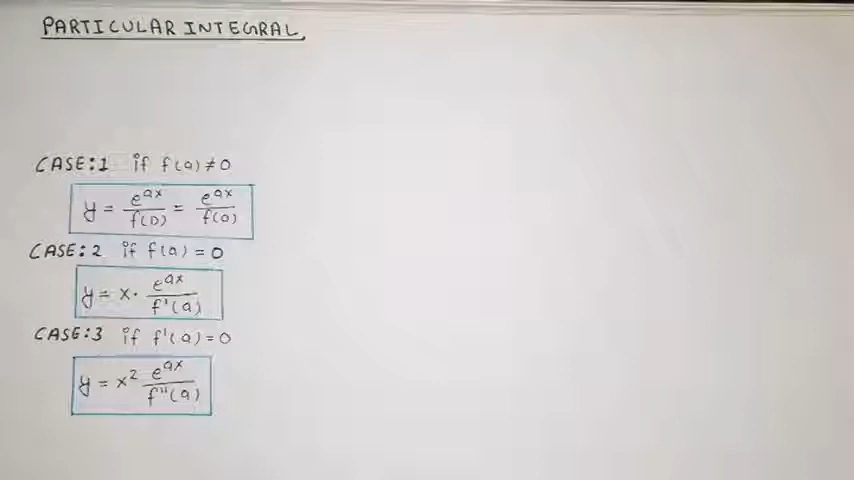 PARTICULAR INTEGRAL,
CASE:1 if f(a) ≠ 0
y = e^ax / f(D) = e^ax / f(a)
CASE:2 if f(a) = 0
y = x · e^ax / f'(a)
CASE:3 if f'(a) = 0
y = x² e^ax / f''(a)